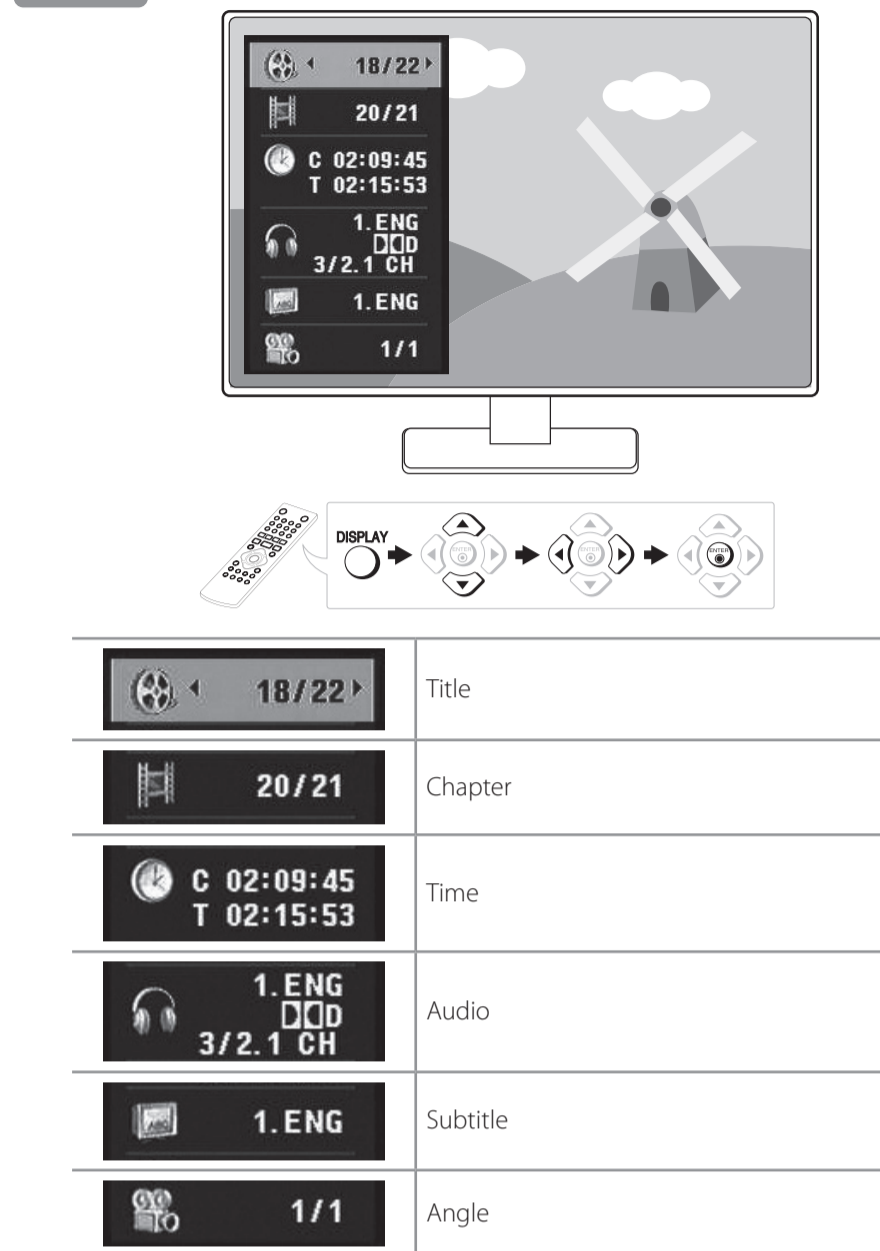 18/22
20/21
C 02:09:45
T 02:15:53
1.ENG
D
3/2.1 CH
1.ENG
1/1
DISPLAY
ENTER
ENTER
ENTER
18/22
Title
20/21
Chapter
C 02:09:45
T 02:15:53
Time
1.ENG
D
3/2.1 CH
Audio
ABC
1.ENG
Subtitle
1/1
Angle